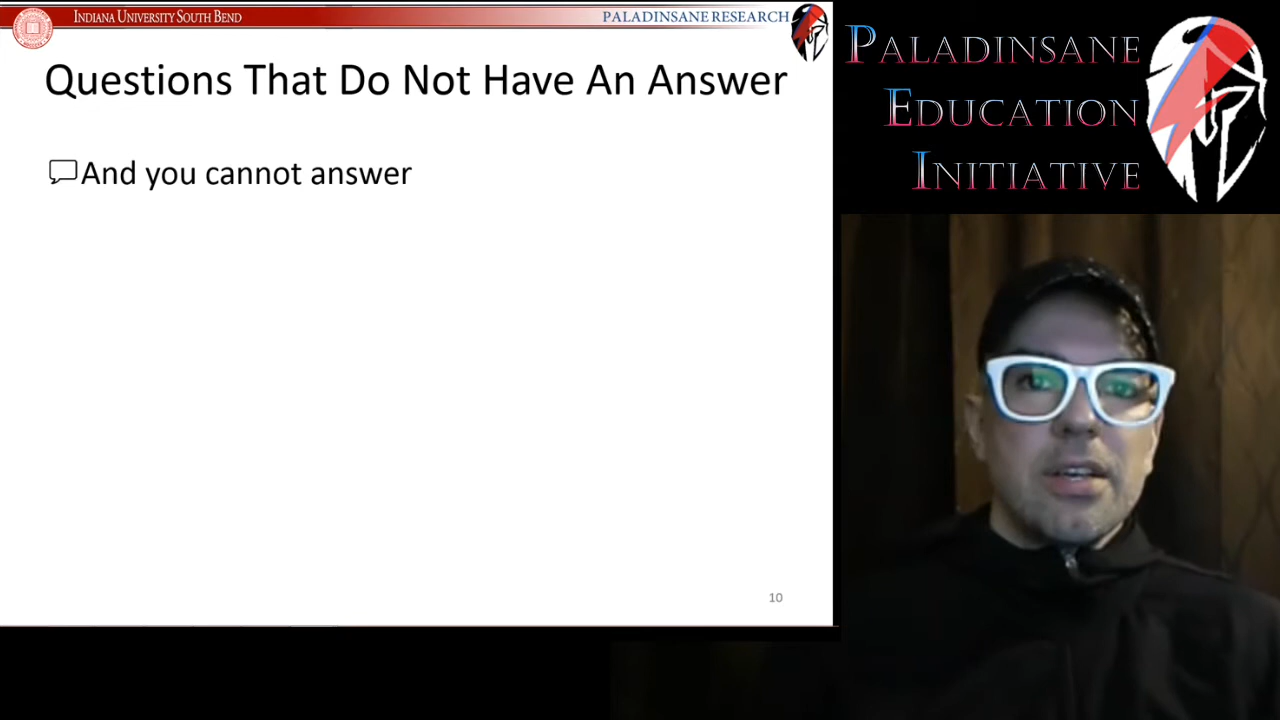 INDIANA UNIVERSITY SOUTH BEND
PALADINSANE RESEARCH
Questions That Do Not Have An Answer
And you cannot answer
10
PALADINSANE
EDUCATION
INITIATIVE